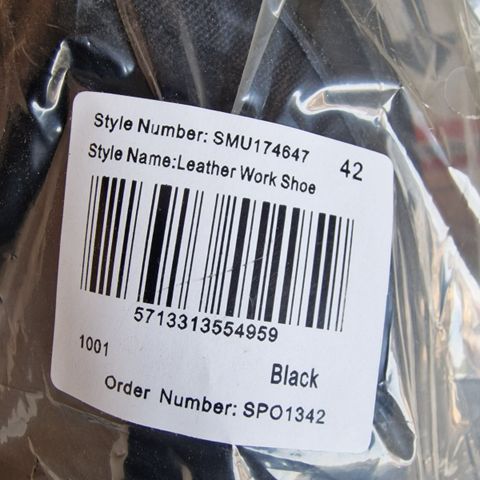 Style Number: SMU174647 42
Style Name:Leather Work Shoe
5713313554959
1001
Black
Order Number: SPO1342